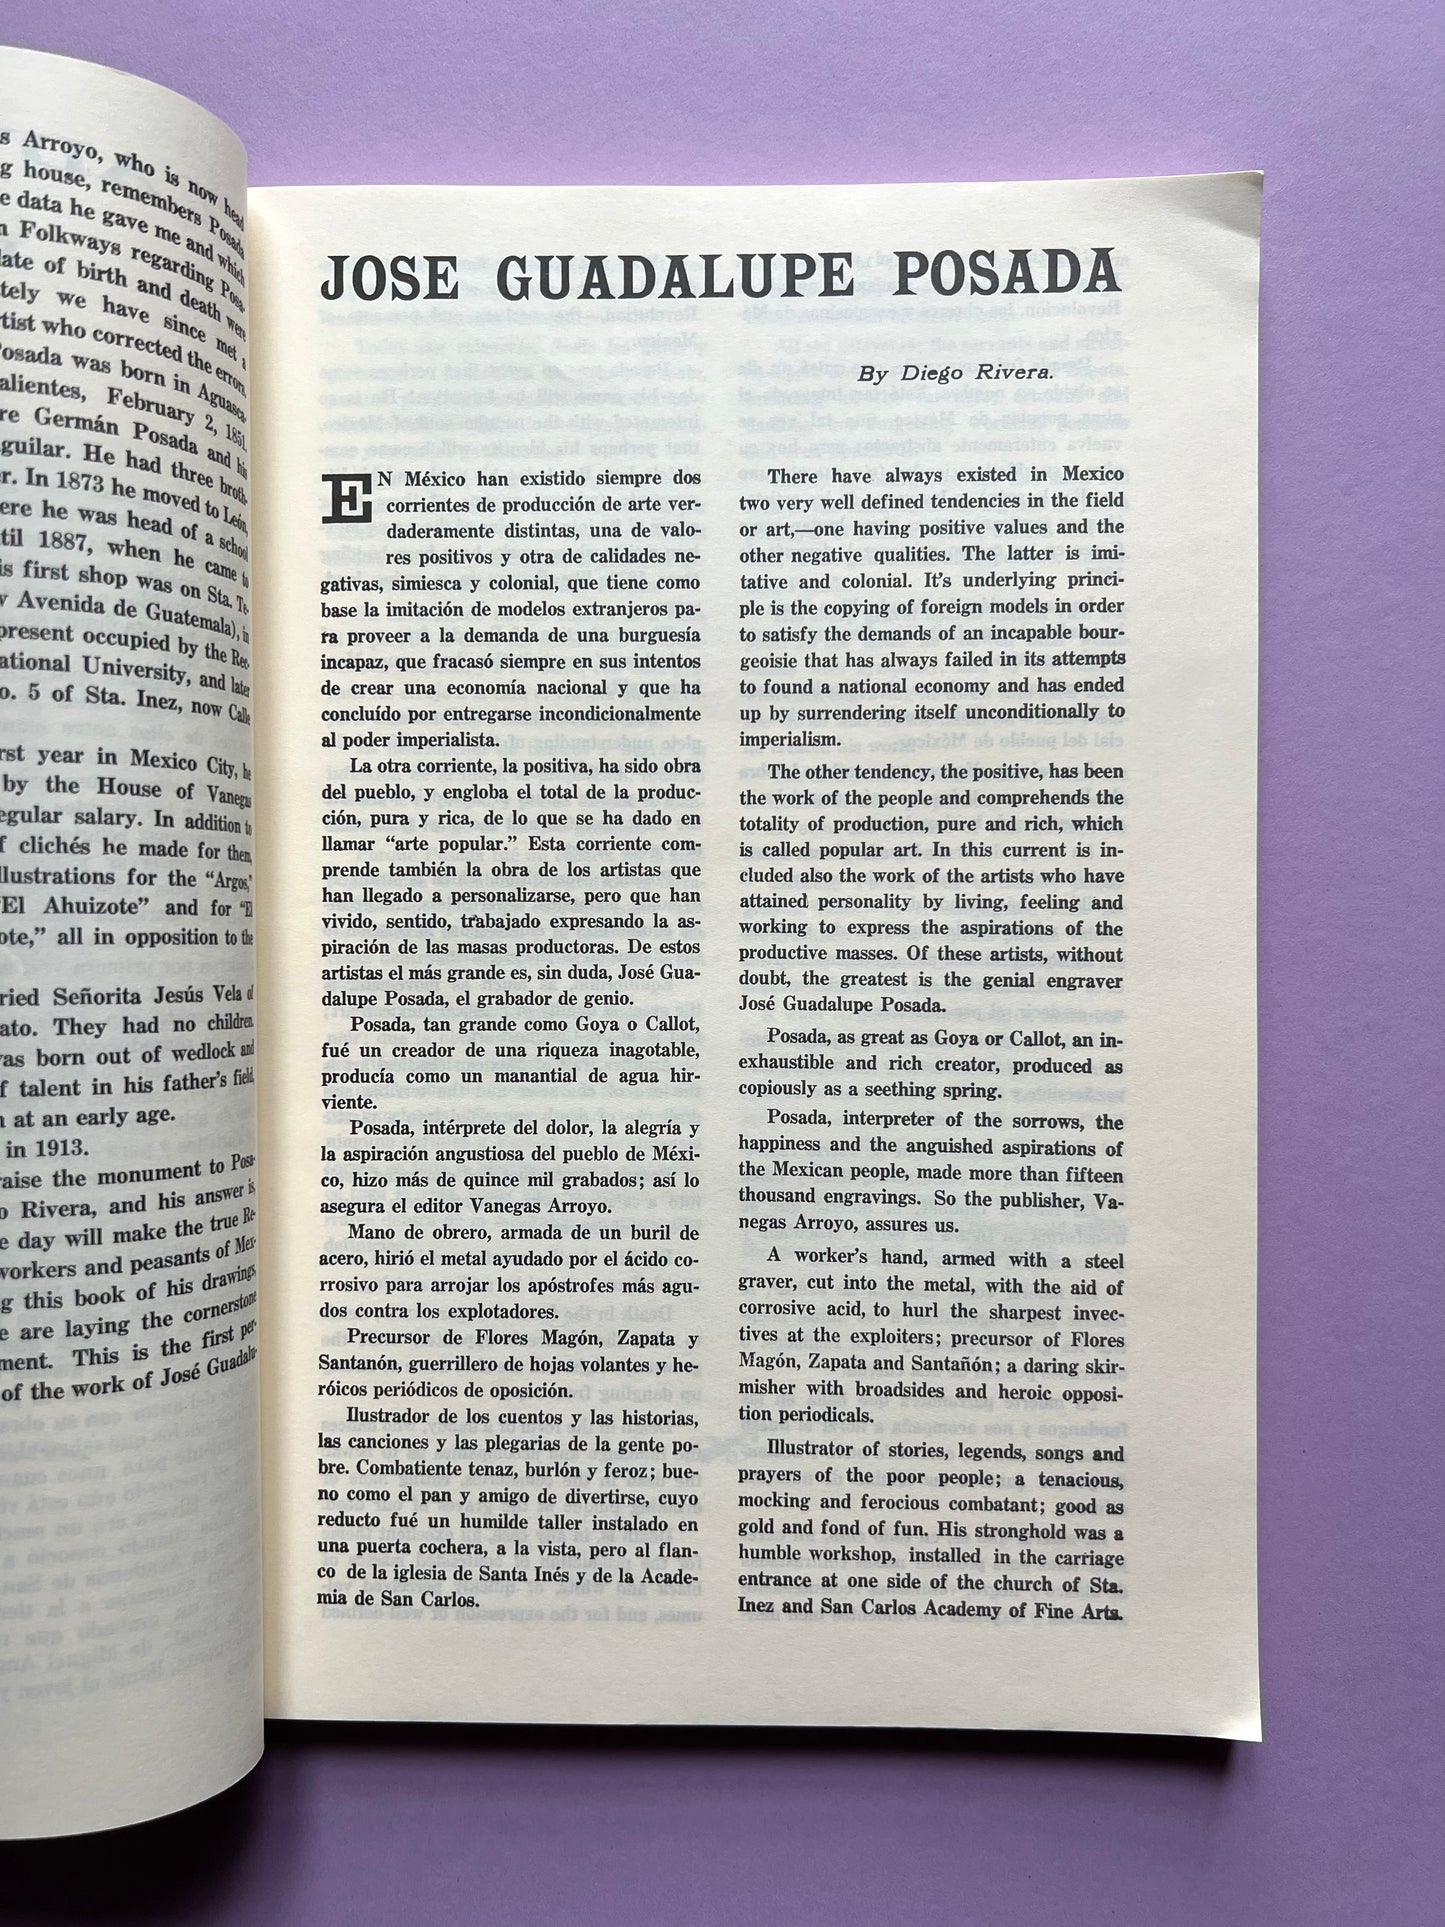 s Arroyo, who is now head
g house, remembers Posada
e data he gave me and which
n Folkways regarding Posa-
late of birth and death were
tely we have since met a
tist who corrected the errors.
Posada was born in Aguasca-
alientes, February 2, 1851.
re Germán Posada and his
guilar. He had three broth-
er. In 1873 he moved to León,
ere he was head of a school
til 1887, when he came to
is first shop was on Sta. Te-
Avenida de Guatemala), in
present occupied by the Rec-
ational University, and later
o. 5 of Sta. Inez, now Calle
rst year in Mexico City, he
by the House of Vanegas
egular salary. In addition to
f clichés he made for them,
llustrations for the “Argos,”
“El Ahuizote” and for “El
ote,” all in opposition to the
ried Señorita Jesús Vela of
ato. They had no children.
was born out of wedlock and
f talent in his father’s field,
n at an early age.
in 1913.
raise the monument to Posa-
o Rivera, and his answer is,
e day will make the true Re-
workers and peasants of Mex-
g this book of his drawings,
e are laying the cornerstone
ment. This is the first per-
of the work of José Guadalu-
JOSE GUADALUPE POSADA
By Diego Rivera.
EN México han existido siempre dos
corrientes de producción de arte ver-
daderamente distintas, una de valo-
res positivos y otra de calidades ne-
gativas, simiesca y colonial, que tiene como
base la imitación de modelos extranjeros pa-
ra proveer a la demanda de una burguesía
incapaz, que fracasó siempre en sus intentos
de crear una economía nacional y que ha
concluído por entregarse incondicionalmente
al poder imperialista.
La otra corriente, la positiva, ha sido obra
del pueblo, y engloba el total de la produc-
ción, pura y rica, de lo que se ha dado en
llamar “arte popular.” Esta corriente com-
prende también la obra de los artistas que
han llegado a personalizarse, pero que han
vivido, sentido, trabajado expresando la as-
piración de las masas productoras. De estos
artistas el más grande es, sin duda, José Gua-
dalupe Posada, el grabador de genio.
Posada, tan grande como Goya o Callot,
fué un creador de una riqueza inagotable,
producía como un manantial de agua hir-
viente.
Posada, intérprete del dolor, la alegría y
la aspiración angustiosa del pueblo de Méxi-
co, hizo más de quince mil grabados; así lo
asegura el editor Vanegas Arroyo.
Mano de obrero, armada de un buril de
acero, hirió el metal ayudado por el ácido co-
rrosivo para arrojar los apóstrofes más agu-
dos contra los explotadores.
Precursor de Flores Magón, Zapata y
Santanón, guerrillero de hojas volantes y he-
róicos periódicos de oposición.
Ilustrador de los cuentos y las historias,
las canciones y las plegarias de la gente po-
bre. Combatiente tenaz, burlón y feroz; bue-
no como el pan y amigo de divertirse, cuyo
reducto fué un humilde taller instalado en
una puerta cochera, a la vista, pero al flan-
co de la iglesia de Santa Inés y de la Acade-
mia de San Carlos.
There have always existed in Mexico
two very well defined tendencies in the field
or art,—one having positive values and the
other negative qualities. The latter is imi-
tative and colonial. It’s underlying princi-
ple is the copying of foreign models in order
to satisfy the demands of an incapable bour-
geoisie that has always failed in its attempts
to found a national economy and has ended
up by surrendering itself unconditionally to
imperialism.
The other tendency, the positive, has been
the work of the people and comprehends the
totality of production, pure and rich, which
is called popular art. In this current is in-
cluded also the work of the artists who have
attained personality by living, feeling and
working to express the aspirations of the
productive masses. Of these artists, without
doubt, the greatest is the genial engraver
José Guadalupe Posada.
Posada, as great as Goya or Callot, an in-
exhaustible and rich creator, produced as
copiously as a seething spring.
Posada, interpreter of the sorrows, the
happiness and the anguished aspirations of
the Mexican people, made more than fifteen
thousand engravings. So the publisher, Va-
negas Arroyo, assures us.
A worker’s hand, armed with a steel
graver, cut into the metal, with the aid of
corrosive acid, to hurl the sharpest invec-
tives at the exploiters; precursor of Flores
Magón, Zapata and Santañón; a daring skir-
misher with broadsides and heroic opposi-
tion periodicals.
Illustrator of stories, legends, songs and
prayers of the poor people; a tenacious,
mocking and ferocious combatant; good as
gold and fond of fun. His stronghold was a
humble workshop, installed in the carriage
entrance at one side of the church of Sta.
Inez and San Carlos Academy of Fine Arts.